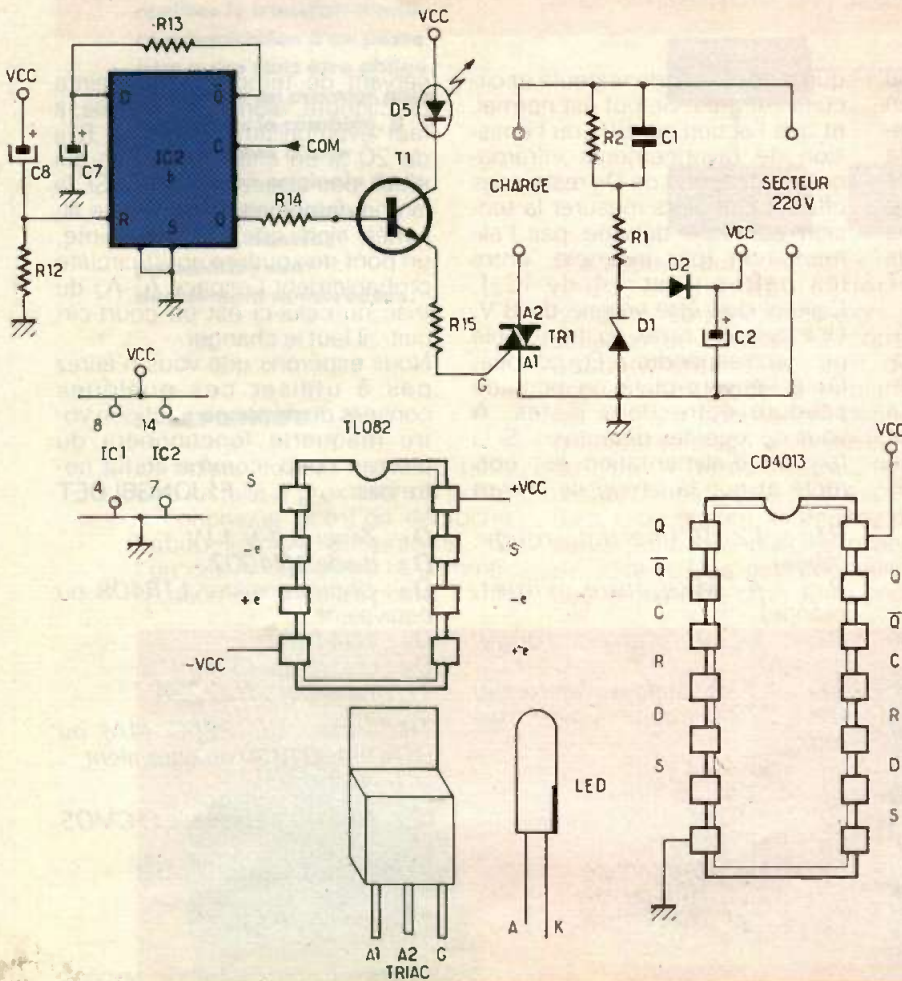 R13
VCC
VCC
D
Q̅
D5
C8
C7
IC2
b
C
COM
T1
R
S
Q
R14
R12
R15
R2
C1
CHARGE
SECTEUR
220 V
R1
VCC
D2
A2
TR1
A1
G
D1
C2
VCC
8
14
IC1
IC2
4
7
TL082
S
+VCC
-e
S
+e
-e
-VCC
+e
VCC
CD4013
Q
Q̅
Q
C
Q̅
R
C
D
R
S
D
S
LED
A
K
A1
A2
G
TRIAC